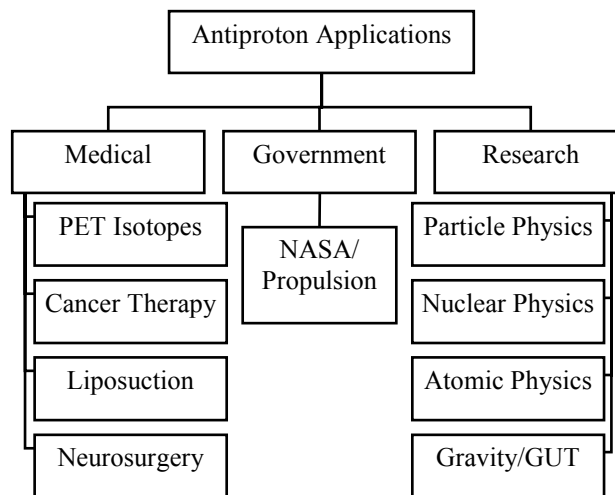 Antiproton Applications
Medical
Government
Research
PET Isotopes
Cancer Therapy
Liposuction
Neurosurgery
NASA/
Propulsion
Particle Physics
Nuclear Physics
Atomic Physics
Gravity/GUT